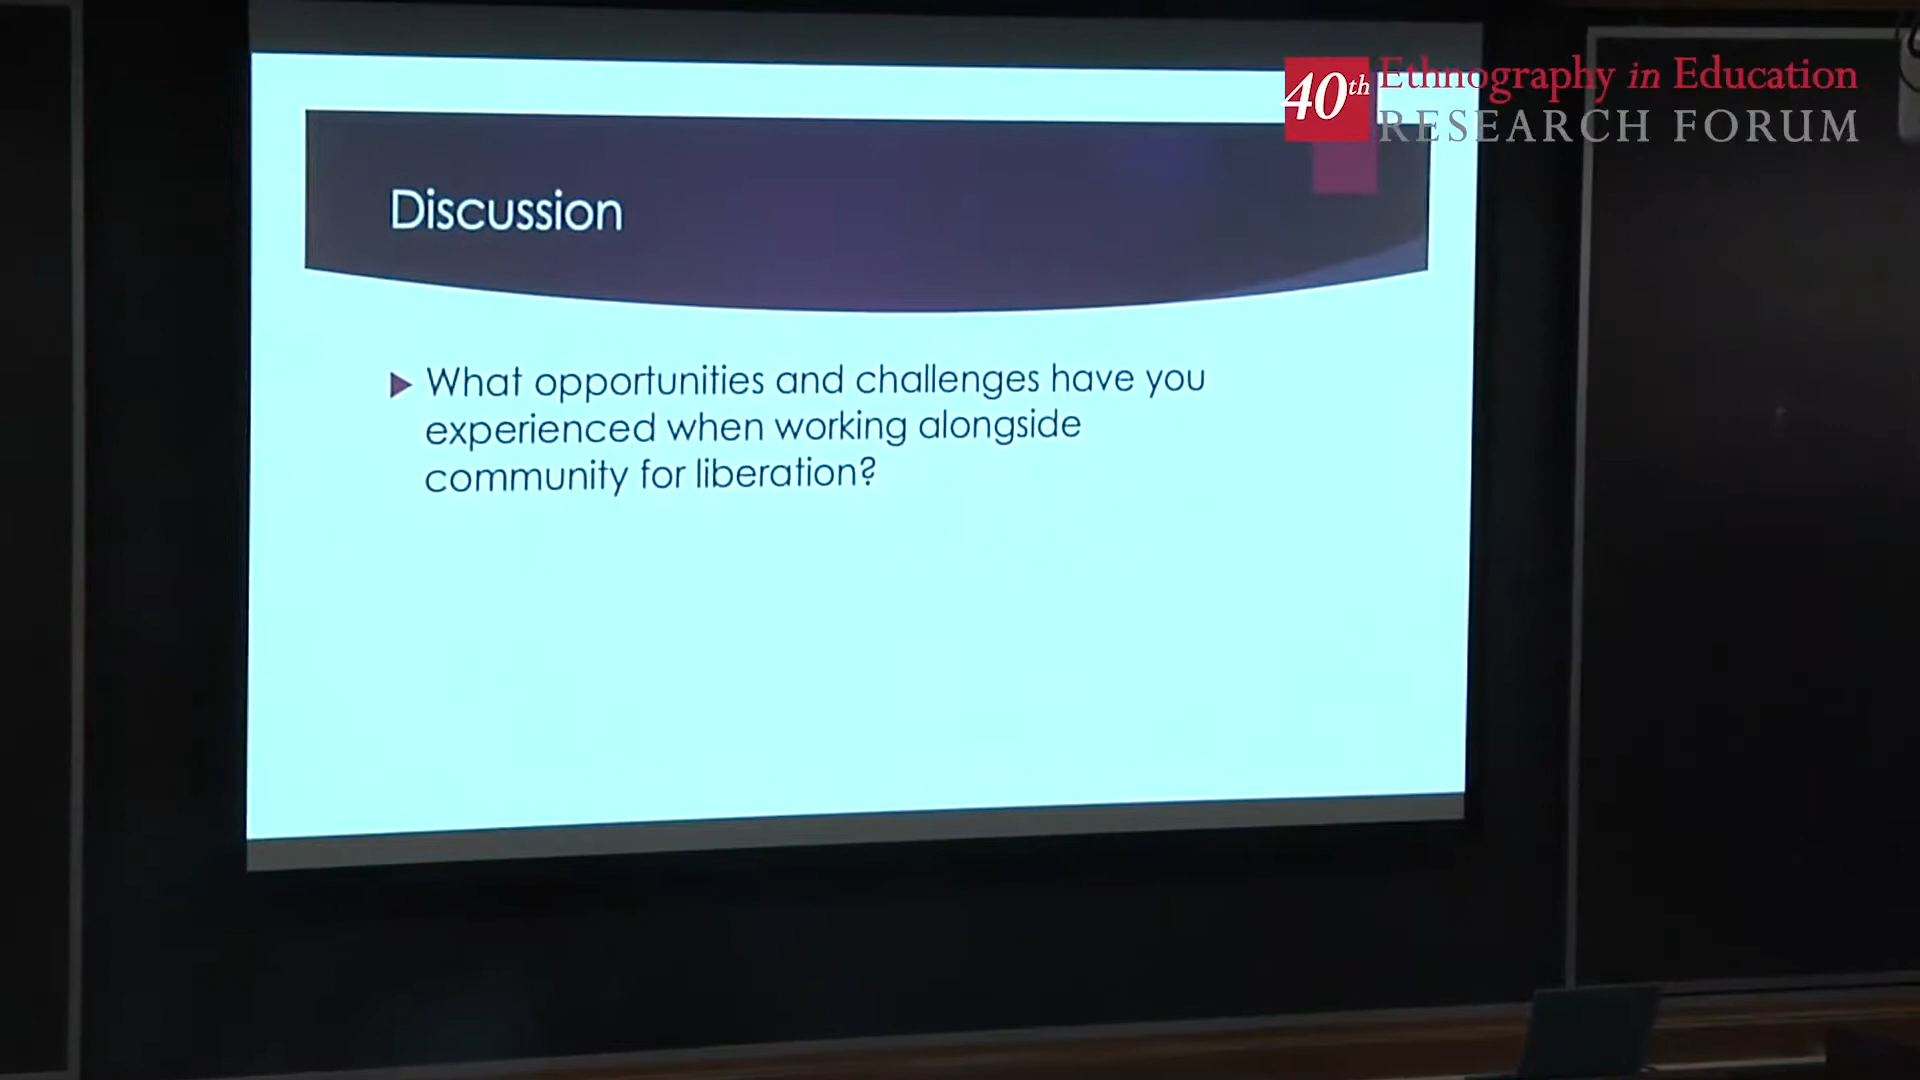 40th Ethnography in Education
RESEARCH FORUM
Discussion
What opportunities and challenges have you
experienced when working alongside
community for liberation?